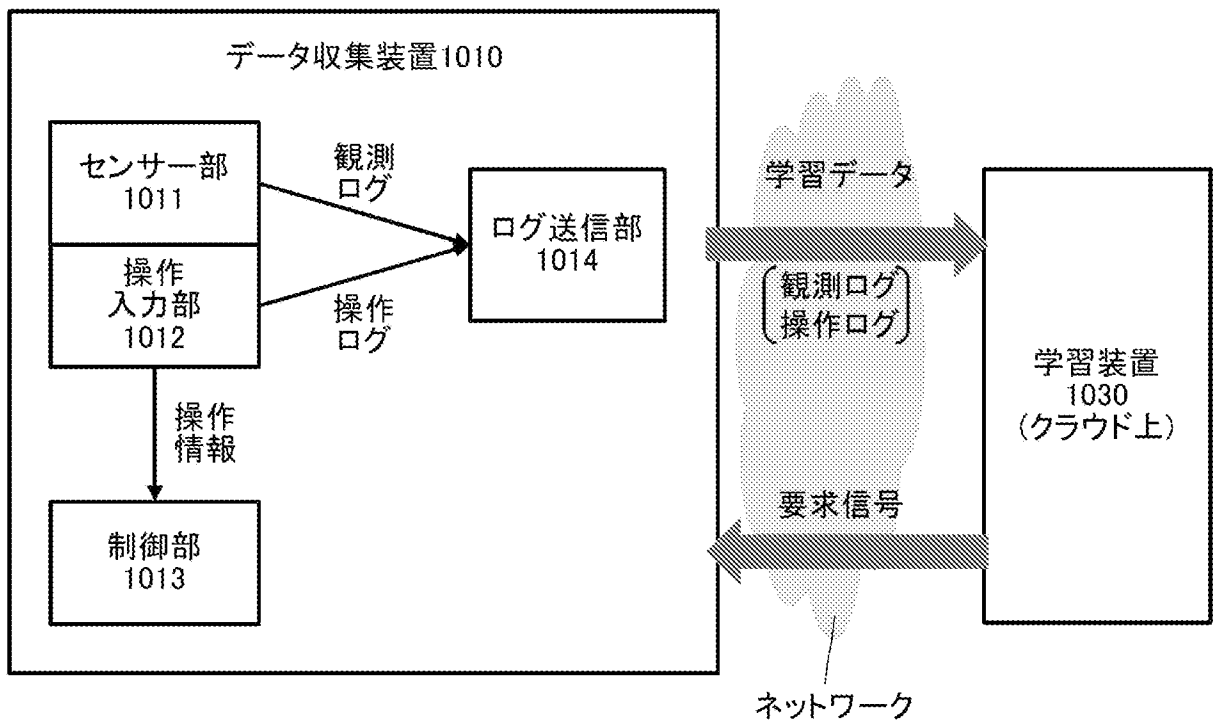 データ収集装置1010
センサー部
1011
操作
入力部
1012
観測
ログ
操作
ログ
ログ送信部
1014
操作
情報
制御部
1013
学習データ
観測ログ
操作ログ
要求信号
ネットワーク
学習装置
1030
(クラウド上)